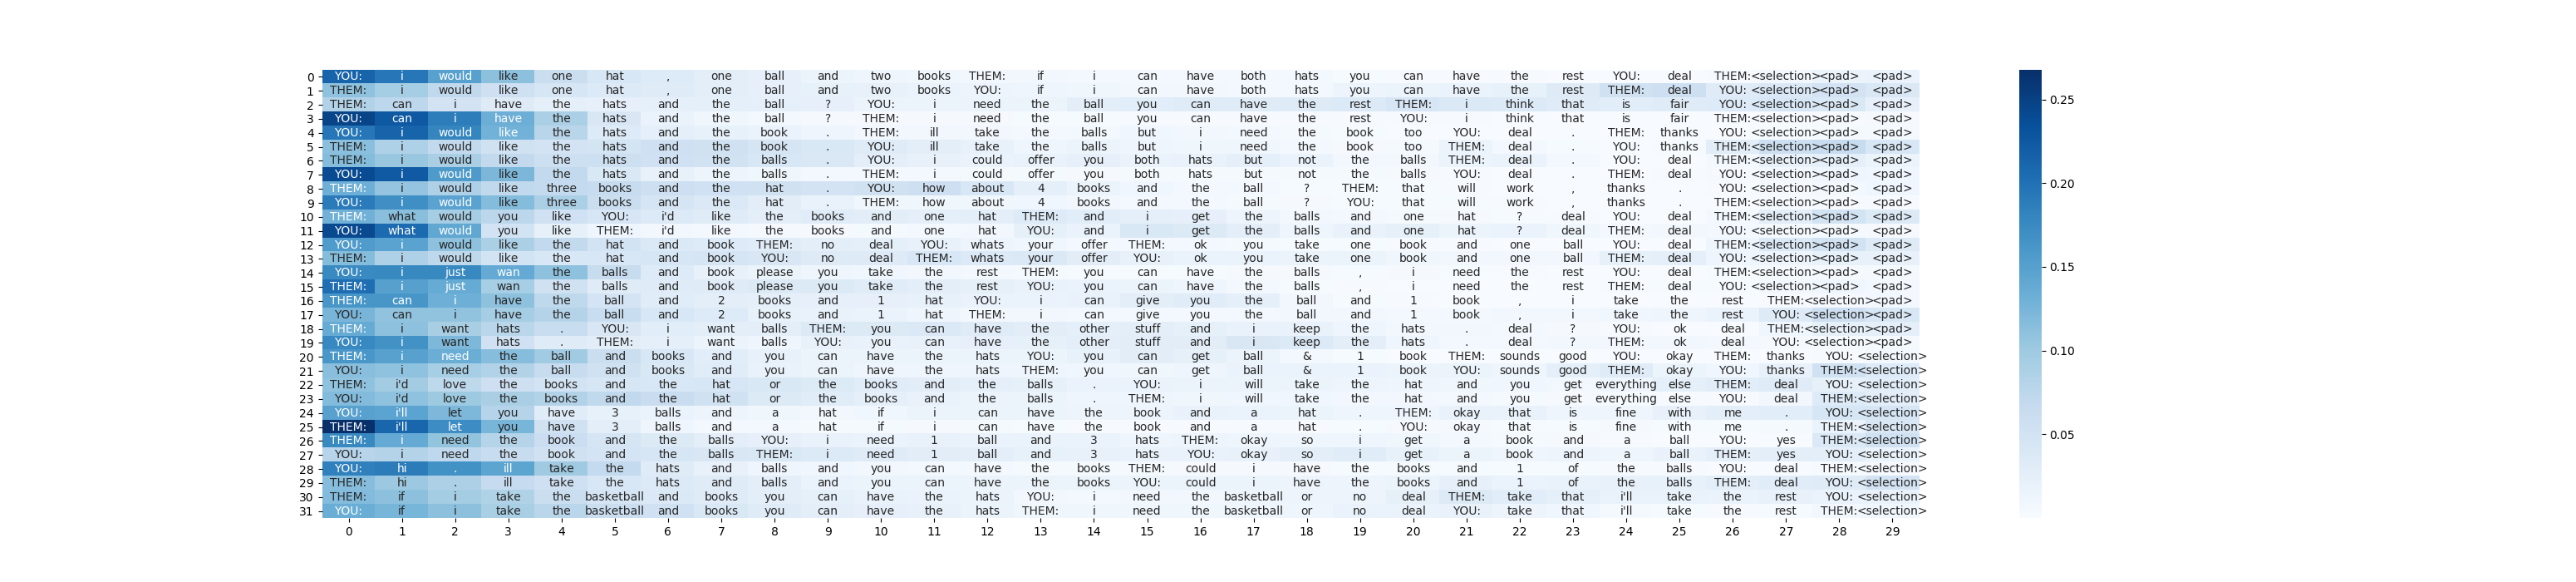 0 YOU: i would like one hat , one ball and two books THEM: if i can have both hats you can have the rest YOU: deal THEM: <selection> <pad> <pad>
1 THEM: i would like one hat , one ball and two books YOU: if i can have both hats you can have the rest THEM: deal YOU: <selection> <pad> <pad>
2 THEM: can i have the hats and the ball ? YOU: i need the ball you can have the rest THEM: i think that is fair YOU: <selection> <pad> <pad>
3 YOU: can i have the hats and the ball ? THEM: i need the ball you can have the rest YOU: i think that is fair THEM: <selection> <pad> <pad>
4 YOU: i would like the hats and the book . THEM: ill take the balls but i need the book too YOU: deal . THEM: thanks YOU: <selection> <pad> <pad>
5 THEM: i would like the hats and the book . YOU: ill take the balls but i need the book too THEM: deal . YOU: thanks THEM: <selection> <pad> <pad>
6 THEM: i would like the hats and the balls . YOU: i could offer you both hats but not the balls THEM: deal . YOU: deal THEM: <selection> <pad> <pad>
7 YOU: i would like the hats and the balls . THEM: i could offer you both hats but not the balls YOU: deal . THEM: deal YOU: <selection> <pad> <pad>
8 THEM: i would like three books and the hat . YOU: how about 4 books and the ball ? THEM: that will work , thanks . YOU: <selection> <pad> <pad>
9 YOU: i would like three books and the hat . THEM: how about 4 books and the ball ? YOU: that will work , thanks . THEM: <selection> <pad> <pad>
10 THEM: what would you like YOU: i'd like the books and one hat THEM: and i get the balls and one hat ? deal YOU: deal THEM: <selection> <pad> <pad>
11 YOU: what would you like THEM: i'd like the books and one hat YOU: and i get the balls and one hat ? deal THEM: deal YOU: <selection> <pad> <pad>
12 YOU: i would like the hat and book THEM: no deal YOU: whats your offer THEM: ok you take one book and one ball YOU: deal THEM: <selection> <pad> <pad>
13 THEM: i would like the hat and book YOU: no deal THEM: whats your offer YOU: ok you take one book and one ball THEM: deal YOU: <selection> <pad> <pad>
14 YOU: i just wan the balls and book please you take the rest THEM: you can have the balls , i need the rest YOU: deal THEM: <selection> <pad> <pad>
15 THEM: i just wan the balls and book please you take the rest YOU: you can have the balls , i need the rest THEM: deal YOU: <selection> <pad> <pad>
16 THEM: can i have the ball and 2 books and 1 hat YOU: i can give you the ball and 1 book , i take the rest THEM: <selection> <pad>
17 YOU: can i have the ball and 2 books and 1 hat THEM: i can give you the ball and 1 book , i take the rest YOU: <selection> <pad>
18 THEM: i want hats . YOU: i want balls THEM: you can have the other stuff and i keep the hats . deal ? YOU: ok deal THEM: <selection> <pad>
19 YOU: i want hats . THEM: i want balls YOU: you can have the other stuff and i keep the hats . deal ? THEM: ok deal YOU: <selection> <pad>
20 THEM: i need the ball and books and you can have the hats YOU: you can get ball & 1 book THEM: sounds good YOU: okay THEM: thanks YOU: <selection>
21 YOU: i need the ball and books and you can have the hats THEM: you can get ball & 1 book YOU: sounds good THEM: okay YOU: thanks THEM: <selection>
22 THEM: i'd love the books and the hat or the books and the balls . YOU: i will take the hat and you get everything else THEM: deal YOU: <selection>
23 YOU: i'd love the books and the hat or the books and the balls . THEM: i will take the hat and you get everything else YOU: deal THEM: <selection>
24 YOU: i'll let you have 3 balls and a hat if i can have the book and a hat . THEM: okay that is fine with me . YOU: <selection>
25 THEM: i'll let you have 3 balls and a hat if i can have the book and a hat . YOU: okay that is fine with me . THEM: <selection>
26 THEM: i need the book and the balls YOU: i need 1 ball and 3 hats THEM: okay so i get a book and a ball YOU: yes THEM: <selection>
27 YOU: i need the book and the balls THEM: i need 1 ball and 3 hats YOU: okay so i get a book and a ball THEM: yes YOU: <selection>
28 YOU: hi . ill take the hats and balls and you can have the books THEM: could i have the books and 1 of the balls YOU: deal THEM: <selection>
29 THEM: hi . ill take the hats and balls and you can have the books YOU: could i have the books and 1 of the balls THEM: deal YOU: <selection>
30 THEM: if i take the basketball and books you can have the hats YOU: i need the basketball or no deal THEM: take that i'll take the rest YOU: <selection>
31 YOU: if i take the basketball and books you can have the hats THEM: i need the basketball or no deal YOU: take that i'll take the rest THEM: <selection>
0 1 2 3 4 5 6 7 8 9 10 11 12 13 14 15 16 17 18 19 20 21 22 23 24 25 26 27 28 29
0.25
0.20
0.15
0.10
0.05